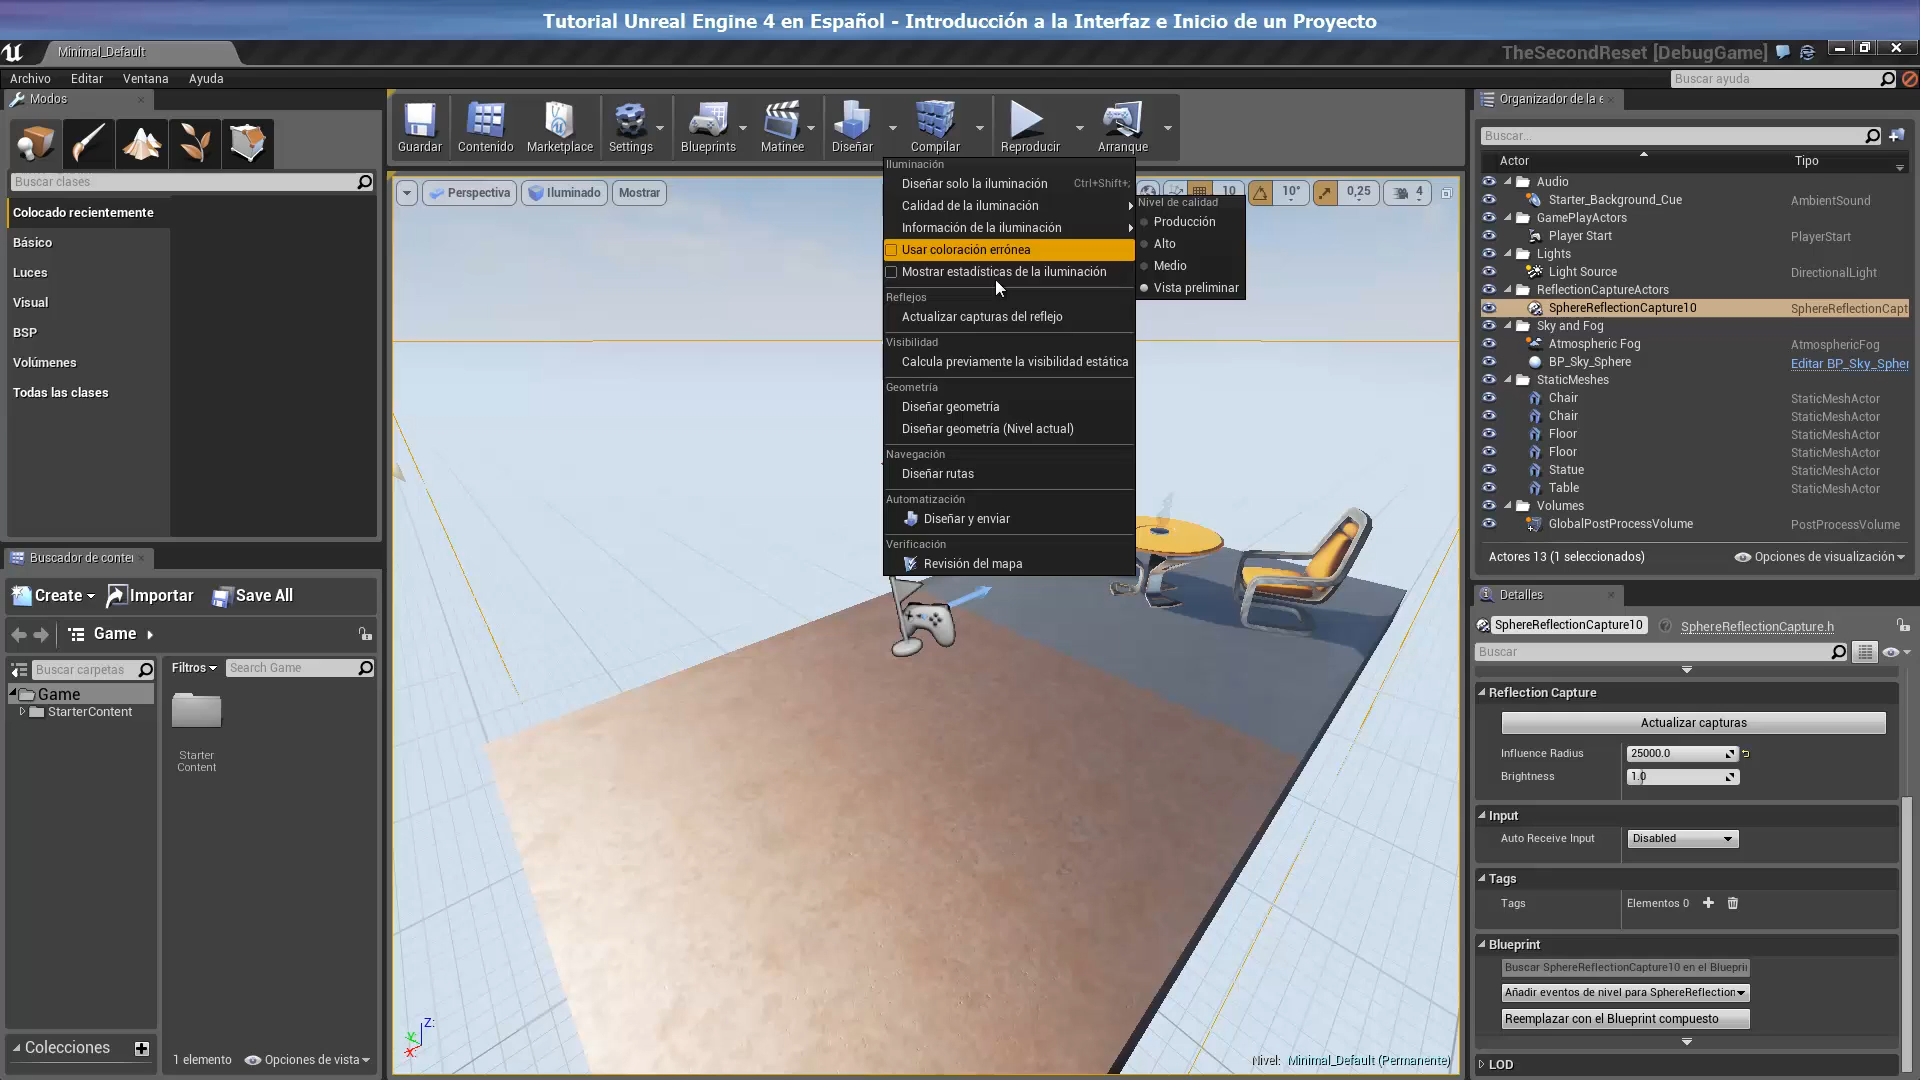 Tutorial Unreal Engine 4 en Español - Introducción a la Interfaz e Inicio de un Proyecto
Minimal_Default
TheSecondReset [DebugGame]
Archivo Editar Ventana Ayuda
Buscar ayuda
Modos
Buscar clases
Colocado recientemente
Básico
Luces
Visual
BSP
Volúmenes
Todas las clases
Guardar Contenido Marketplace Settings Blueprints Matinee Diseñar Compilar Reproducir Arranque
Perspectiva Iluminado Mostrar
10 10° 0,25 4
Iluminación
Diseñar solo la iluminación Ctrl+Shift+;
Calidad de la iluminación
Información de la iluminación
Usar coloración errónea
Mostrar estadísticas de la iluminación
Reflejos
Actualizar capturas del reflejo
Visibilidad
Calcula previamente la visibilidad estática
Geometría
Diseñar geometría
Diseñar geometría (Nivel actual)
Navegación
Diseñar rutas
Automatización
Diseñar y enviar
Verificación
Revisión del mapa
Nivel de calidad
Producción
Alto
Medio
Vista preliminar
Z:
Y:
X:
Nivel: Minimal_Default (Permanente)
Buscador de conter
Create Importar Save All
Game
Buscar carpetas
Game
StarterContent
Filtros Search Game
Starter
Content
Colecciones
1 elemento Opciones de vista
Organizador de la e
Buscar...
Actor Tipo
Audio
Starter_Background_Cue AmbientSound
GamePlayActors
Player Start PlayerStart
Lights
Light Source DirectionalLight
ReflectionCaptureActors
SphereReflectionCapture10 SphereReflectionCapt
Sky and Fog
Atmospheric Fog AtmosphericFog
BP_Sky_Sphere Editar BP_Sky_Spher
StaticMeshes
Chair StaticMeshActor
Chair StaticMeshActor
Floor StaticMeshActor
Floor StaticMeshActor
Statue StaticMeshActor
Table StaticMeshActor
Volumes
GlobalPostProcessVolume PostProcessVolume
Actores 13 (1 seleccionados) Opciones de visualización
Detalles
SphereReflectionCapture10 SphereReflectionCapture.h
Buscar
Reflection Capture
Actualizar capturas
Influence Radius 25000.0
Brightness 1.0
Input
Auto Receive Input Disabled
Tags
Tags Elementos 0
Blueprint
Buscar SphereReflectionCapture10 en el Blueprin
Añadir eventos de nivel para SphereReflection
Reemplazar con el Blueprint compuesto
LOD